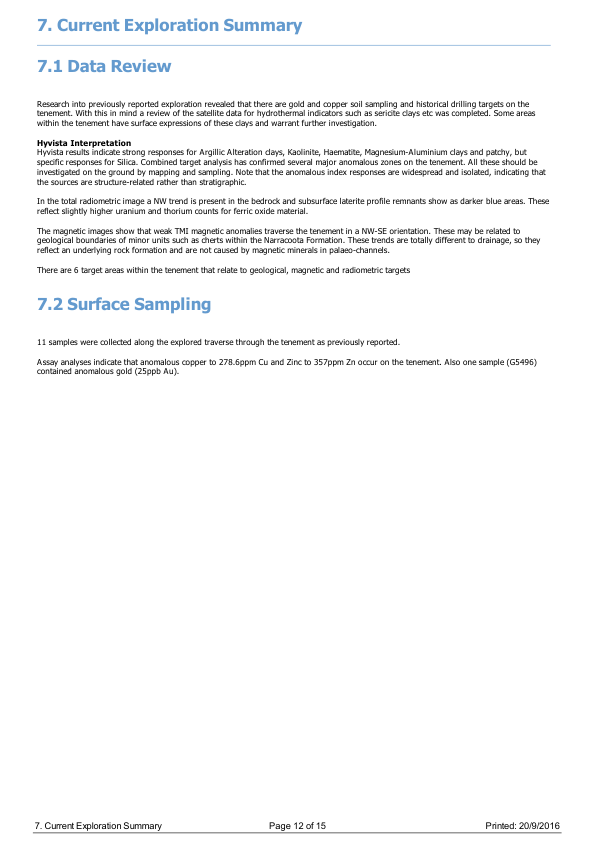 7. Current Exploration Summary
7.1 Data Review
Research into previously reported exploration revealed that there are gold and copper soil sampling and historical drilling targets on the
tenement. With this in mind a review of the satellite data for hydrothermal indicators such as sericite clays etc was completed. Some areas
within the tenement have surface expressions of these clays and warrant further investigation.
Hyvista Interpretation
Hyvista results indicate strong responses for Argillic Alteration clays, Kaolinite, Haematite, Magnesium-Aluminium clays and patchy, but
specific responses for Silica. Combined target analysis has confirmed several major anomalous zones on the tenement. All these should be
investigated on the ground by mapping and sampling. Note that the anomalous index responses are widespread and isolated, indicating that
the sources are structure-related rather than stratigraphic.
In the total radiometric image a NW trend is present in the bedrock and subsurface laterite profile remnants show as darker blue areas. These
reflect slightly higher uranium and thorium counts for ferric oxide material.
The magnetic images show that weak TMI magnetic anomalies traverse the tenement in a NW-SE orientation. These may be related to
geological boundaries of minor units such as cherts within the Narracoota Formation. These trends are totally different to drainage, so they
reflect an underlying rock formation and are not caused by magnetic minerals in palaeo-channels.
There are 6 target areas within the tenement that relate to geological, magnetic and radiometric targets
7.2 Surface Sampling
11 samples were collected along the explored traverse through the tenement as previously reported.
Assay analyses indicate that anomalous copper to 278.6ppm Cu and Zinc to 357ppm Zn occur on the tenement. Also one sample (G5496)
contained anomalous gold (25ppb Au).
7. Current Exploration Summary Page 12 of 15 Printed: 20/9/2016